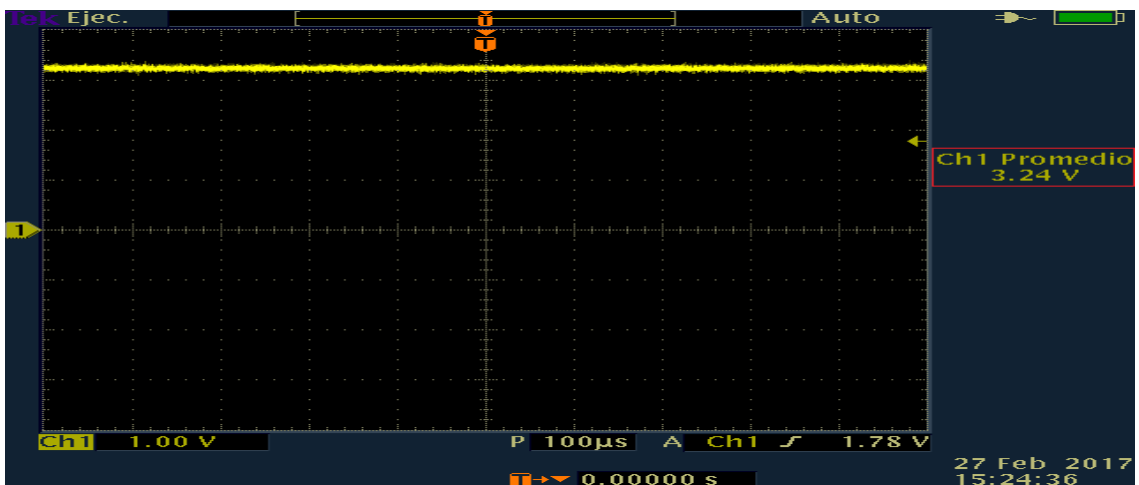 Tek Ejec. Auto
T
T
Ch1 Promedio
3.24 V
1
Ch1 1.00 V P 100µs A Ch1 1.78 V
27 Feb 2017
T 0.00000 s 15:24:36